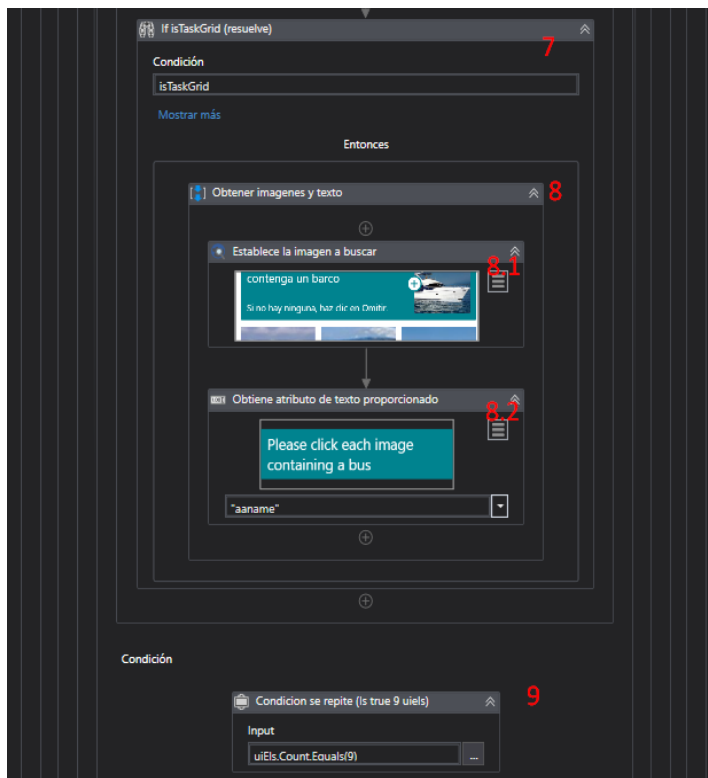 If isTaskGrid (resuelve)
7
Condición
isTaskGrid
Mostrar más
Entonces
Obtener imagenes y texto
8
Establece la imagen a buscar
8.1
contenga un barco
Si no hay ninguna, haz clic en Omitir.
Obtiene atributo de texto proporcionado
8.2
Please click each image
containing a bus
"aaname"
Condición
Condicion se repite (Is true 9 uiels)
9
Input
uiEls.Count.Equals(9)
...